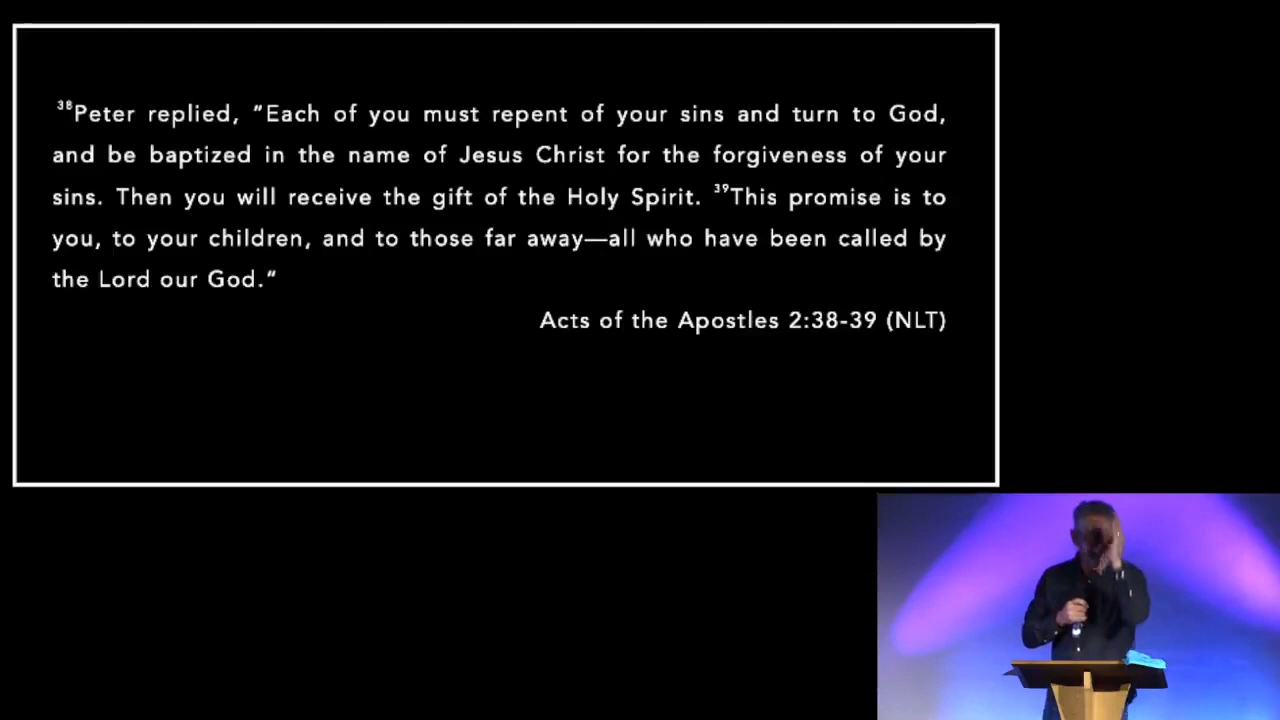 ³⁸Peter replied, “Each of you must repent of your sins and turn to God,
and be baptized in the name of Jesus Christ for the forgiveness of your
sins. Then you will receive the gift of the Holy Spirit. ³⁹This promise is to
you, to your children, and to those far away—all who have been called by
the Lord our God.”
Acts of the Apostles 2:38-39 (NLT)